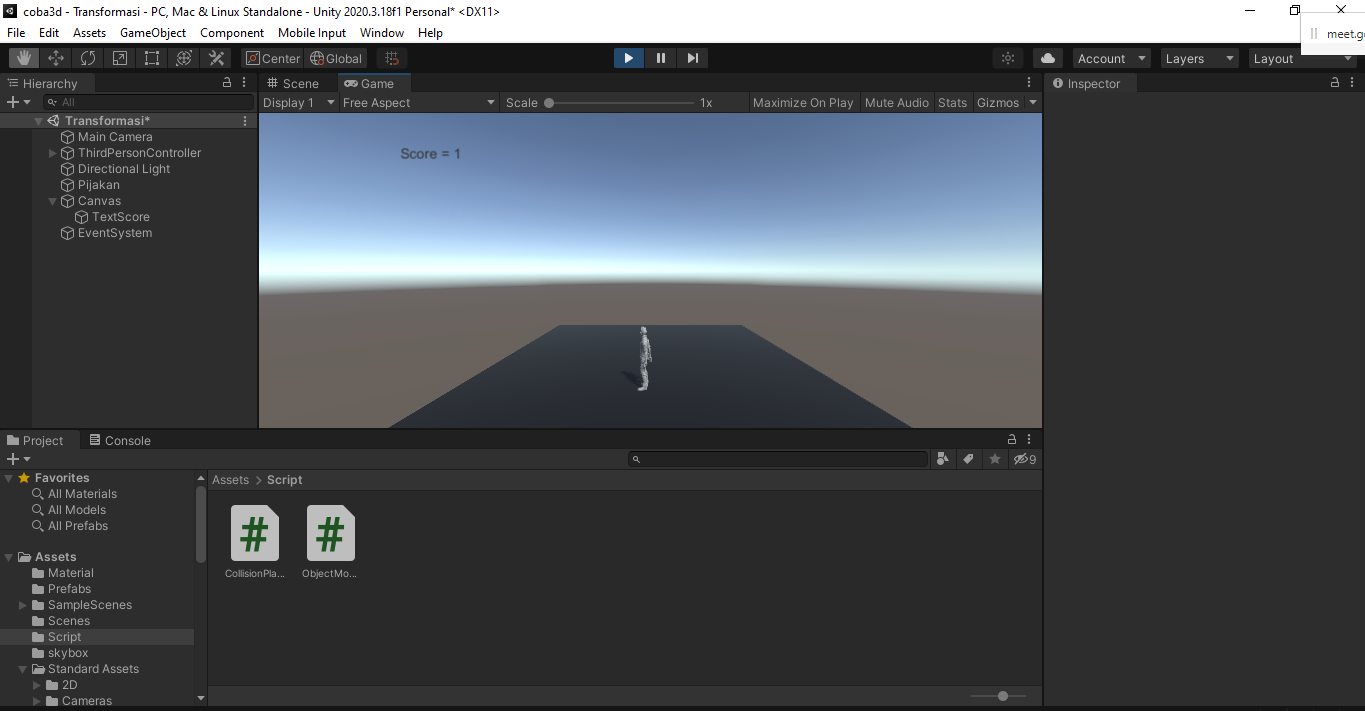 coba3d - Transformasi - PC, Mac & Linux Standalone - Unity 2020.3.18f1 Personal* <DX11>
meet.go
File Edit Assets GameObject Component Mobile Input Window Help
Center Global Account Layers Layout
Hierarchy
Scene Game
Inspector
All
Display 1 Free Aspect Scale 1x Maximize On Play Mute Audio Stats Gizmos
Transformasi*
Main Camera
ThirdPersonController
Directional Light
Pijakan
Canvas
TextScore
EventSystem
Score = 1
Project Console
9
Favorites
All Materials
All Models
All Prefabs
Assets
Material
Prefabs
SampleScenes
Scenes
Script
skybox
Standard Assets
2D
Cameras
Assets > Script
#
#
CollisionPla...
ObjectMo...